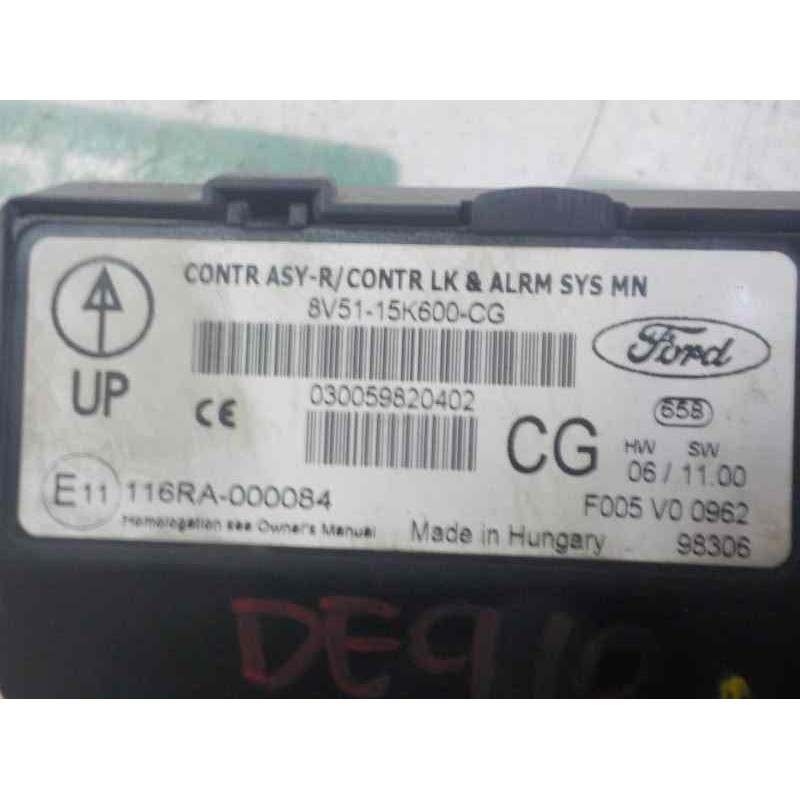 CONTR ASY-R/CONTR LK & ALRM SYS MN
8V51-15K600-CG
Ford
UP
CE
030059820402
CG
658
HW SW
06 / 11.00
E11 116RA-000084
F005 V0 0962
Homologation see Owner's Manual
Made in Hungary
98306
DE910